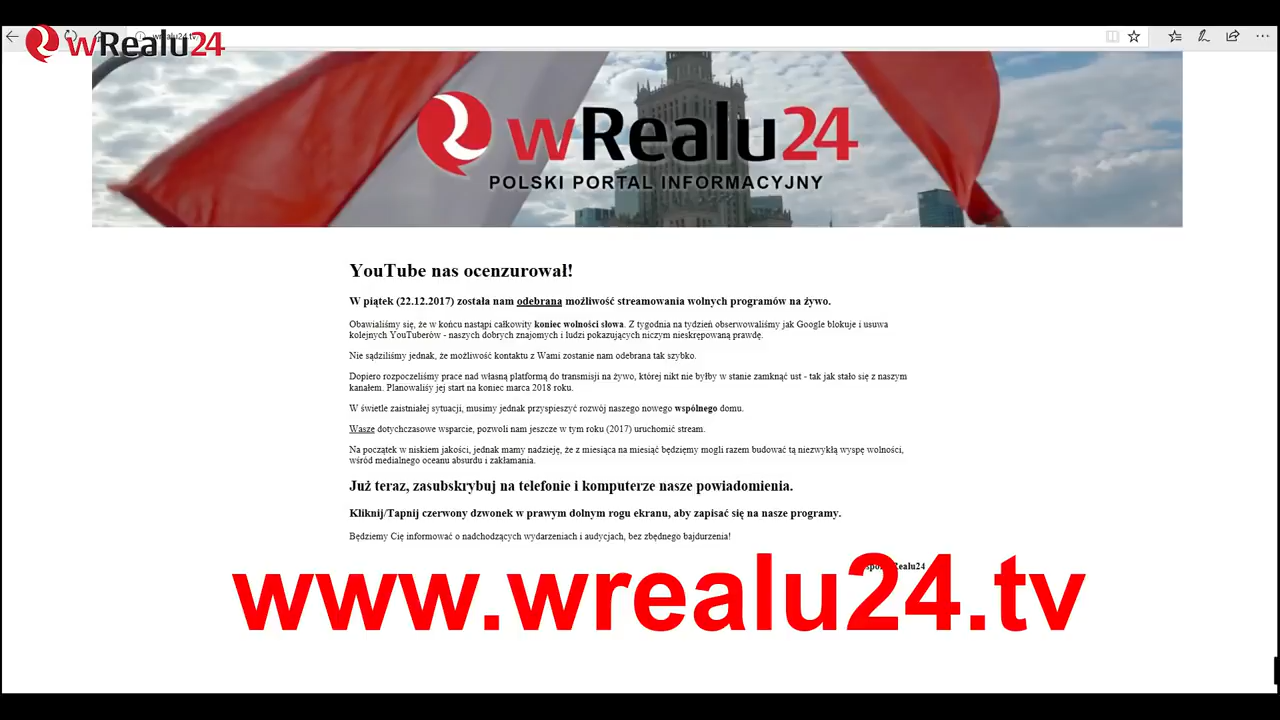 wRealu24
wrealu24.tv
wRealu24
POLSKI PORTAL INFORMACYJNY
YouTube nas ocenzurował!
W piątek (22.12.2017) została nam odebrana możliwość streamowania wolnych programów na żywo.
Obawialiśmy się, że w końcu nastąpi całkowity koniec wolności słowa. Z tygodnia na tydzień obserwowaliśmy jak Google blokuje i usuwa
kolejnych YouTuberów - naszych dobrych znajomych i ludzi pokazujących niczym nieskrępowaną prawdę.
Nie sądziliśmy jednak, że możliwość kontaktu z Wami zostanie nam odebrana tak szybko.
Dopiero rozpoczeliśmy prace nad własną platformą do transmisji na żywo, której nikt nie byłby w stanie zamknąć ust - tak jak stało się z naszym
kanałem. Planowaliśy jej start na koniec marca 2018 roku.
W świetle zaistniałej sytuacji, musimy jednak przyspieszyć rozwój naszego nowego wspólnego domu.
Wasze dotychczasowe wsparcie, pozwoli nam jeszcze w tym roku (2017) uruchomić stream.
Na początek w niskiem jakości, jednak mamy nadzieję, że z miesiąca na miesiąć będzięmy mogli razem budować tą niezwykłą wyspę wolności,
wśród medialnego oceanu absurdu i zakłamania.
Już teraz, zasubskrybuj na telefonie i komputerze nasze powiadomienia.
Kliknij/Tapnij czerwony dzwonek w prawym dolnym rogu ekranu, aby zapisać się na nasze programy.
Będziemy Cię informować o nadchodzących wydarzeniach i audycjach, bez zbędnego bajdurzenia!
www.wrealu24.tv